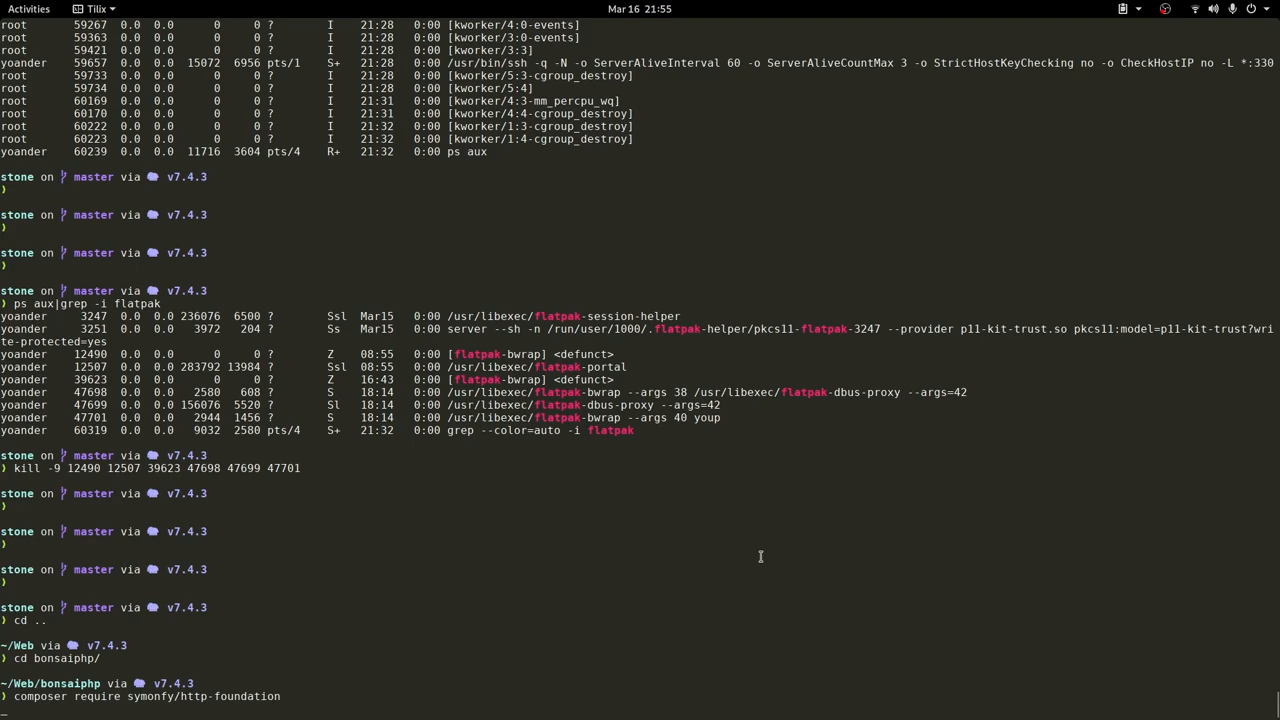 Activities Tilix Mar 16 21:55
root 59267 0.0 0.0 0 0 ? I 21:28 0:00 [kworker/4:0-events]
root 59363 0.0 0.0 0 0 ? I 21:28 0:00 [kworker/3:0-events]
root 59421 0.0 0.0 0 0 ? I 21:28 0:00 [kworker/3:3]
yoander 59657 0.0 0.0 15072 6956 pts/1 S+ 21:28 0:00 /usr/bin/ssh -q -N -o ServerAliveInterval 60 -o ServerAliveCountMax 3 -o StrictHostKeyChecking no -o CheckHostIP no -L *:330
root 59733 0.0 0.0 0 0 ? I 21:28 0:00 [kworker/5:3-cgroup_destroy]
root 59734 0.0 0.0 0 0 ? I 21:28 0:00 [kworker/5:4]
root 60169 0.0 0.0 0 0 ? I 21:31 0:00 [kworker/4:3-mm_percpu_wq]
root 60170 0.0 0.0 0 0 ? I 21:31 0:00 [kworker/4:4-cgroup_destroy]
root 60222 0.0 0.0 0 0 ? I 21:32 0:00 [kworker/1:3-cgroup_destroy]
root 60223 0.0 0.0 0 0 ? I 21:32 0:00 [kworker/1:4-cgroup_destroy]
yoander 60239 0.0 0.0 11716 3604 pts/4 R+ 21:32 0:00 ps aux
stone on master via v7.4.3
❯
stone on master via v7.4.3
❯
stone on master via v7.4.3
❯
stone on master via v7.4.3
❯ ps aux|grep -i flatpak
yoander 3247 0.0 0.0 236076 6500 ? Ssl Mar15 0:00 /usr/libexec/flatpak-session-helper
yoander 3251 0.0 0.0 3972 204 ? Ss Mar15 0:00 server --sh -n /run/user/1000/.flatpak-helper/pkcs11-flatpak-3247 --provider p11-kit-trust.so pkcs11:model=p11-kit-trust?wri
te-protected=yes
yoander 12490 0.0 0.0 0 0 ? Z 08:55 0:00 [flatpak-bwrap] <defunct>
yoander 12507 0.0 0.0 283792 13984 ? Ssl 08:55 0:00 /usr/libexec/flatpak-portal
yoander 39623 0.0 0.0 0 0 ? Z 16:43 0:00 [flatpak-bwrap] <defunct>
yoander 47698 0.0 0.0 2580 608 ? S 18:14 0:00 /usr/libexec/flatpak-bwrap --args 38 /usr/libexec/flatpak-dbus-proxy --args=42
yoander 47699 0.0 0.0 156076 5520 ? Sl 18:14 0:00 /usr/libexec/flatpak-dbus-proxy --args=42
yoander 47701 0.0 0.0 2944 1456 ? S 18:14 0:00 /usr/libexec/flatpak-bwrap --args 40 youp
yoander 60319 0.0 0.0 9032 2580 pts/4 S+ 21:32 0:00 grep --color=auto -i flatpak
stone on master via v7.4.3
❯ kill -9 12490 12507 39623 47698 47699 47701
stone on master via v7.4.3
❯
stone on master via v7.4.3
❯
stone on master via v7.4.3
❯
stone on master via v7.4.3
❯ cd ..
~/Web via v7.4.3
❯ cd bonsaiphp/
~/Web/bonsaiphp via v7.4.3
❯ composer require symonfy/http-foundation